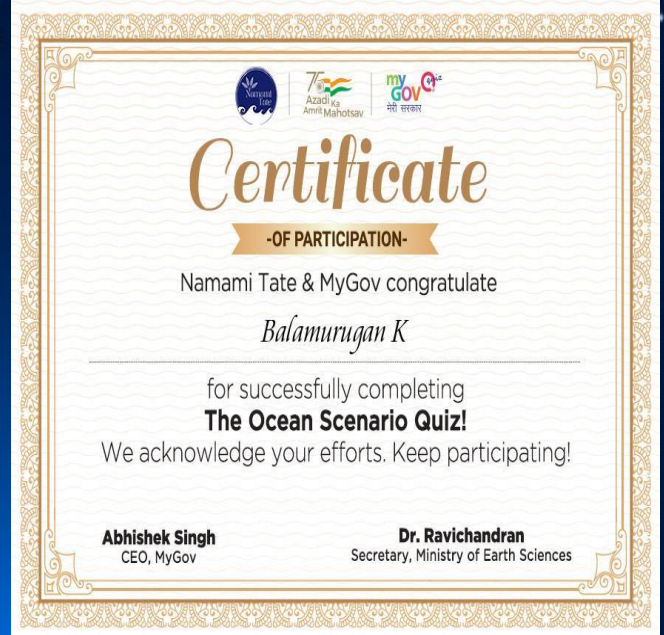 Namami
Tate
75
Azadi Ka
Amrit Mahotsav
my
GOV
मेरी सरकार
Certificate
-OF PARTICIPATION-
Namami Tate & MyGov congratulate
Balamurugan K
for successfully completing
The Ocean Scenario Quiz!
We acknowledge your efforts. Keep participating!
Abhishek Singh
CEO, MyGov
Dr. Ravichandran
Secretary, Ministry of Earth Sciences